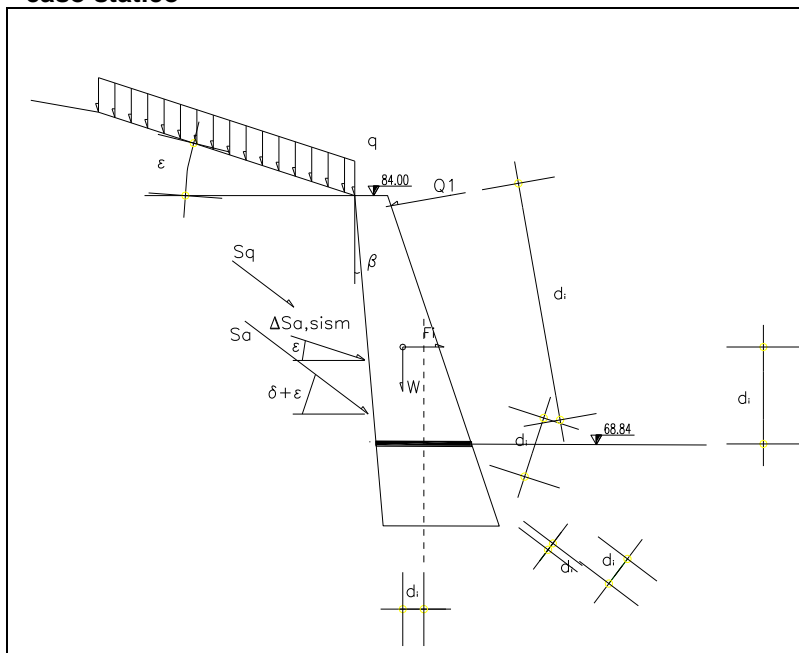 caso statico
q
ε
84.00
Q1
β
Sq
di
ΔSa,sism
Sa
Fi
ε
W
δ+ε
di
di
68.84
di
di
di